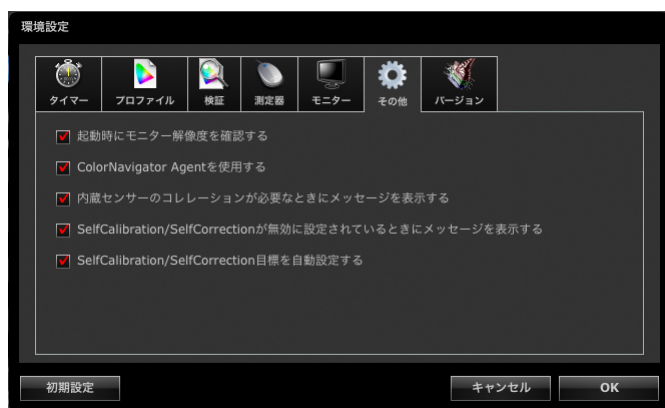 環境設定
タイマー
プロファイル
検証
測定器
モニター
その他
バージョン
起動時にモニター解像度を確認する
ColorNavigator Agentを使用する
内蔵センサーのコレレーションが必要なときにメッセージを表示する
SelfCalibration/SelfCorrectionが無効に設定されているときにメッセージを表示する
SelfCalibration/SelfCorrection目標を自動設定する
初期設定
キャンセル
OK